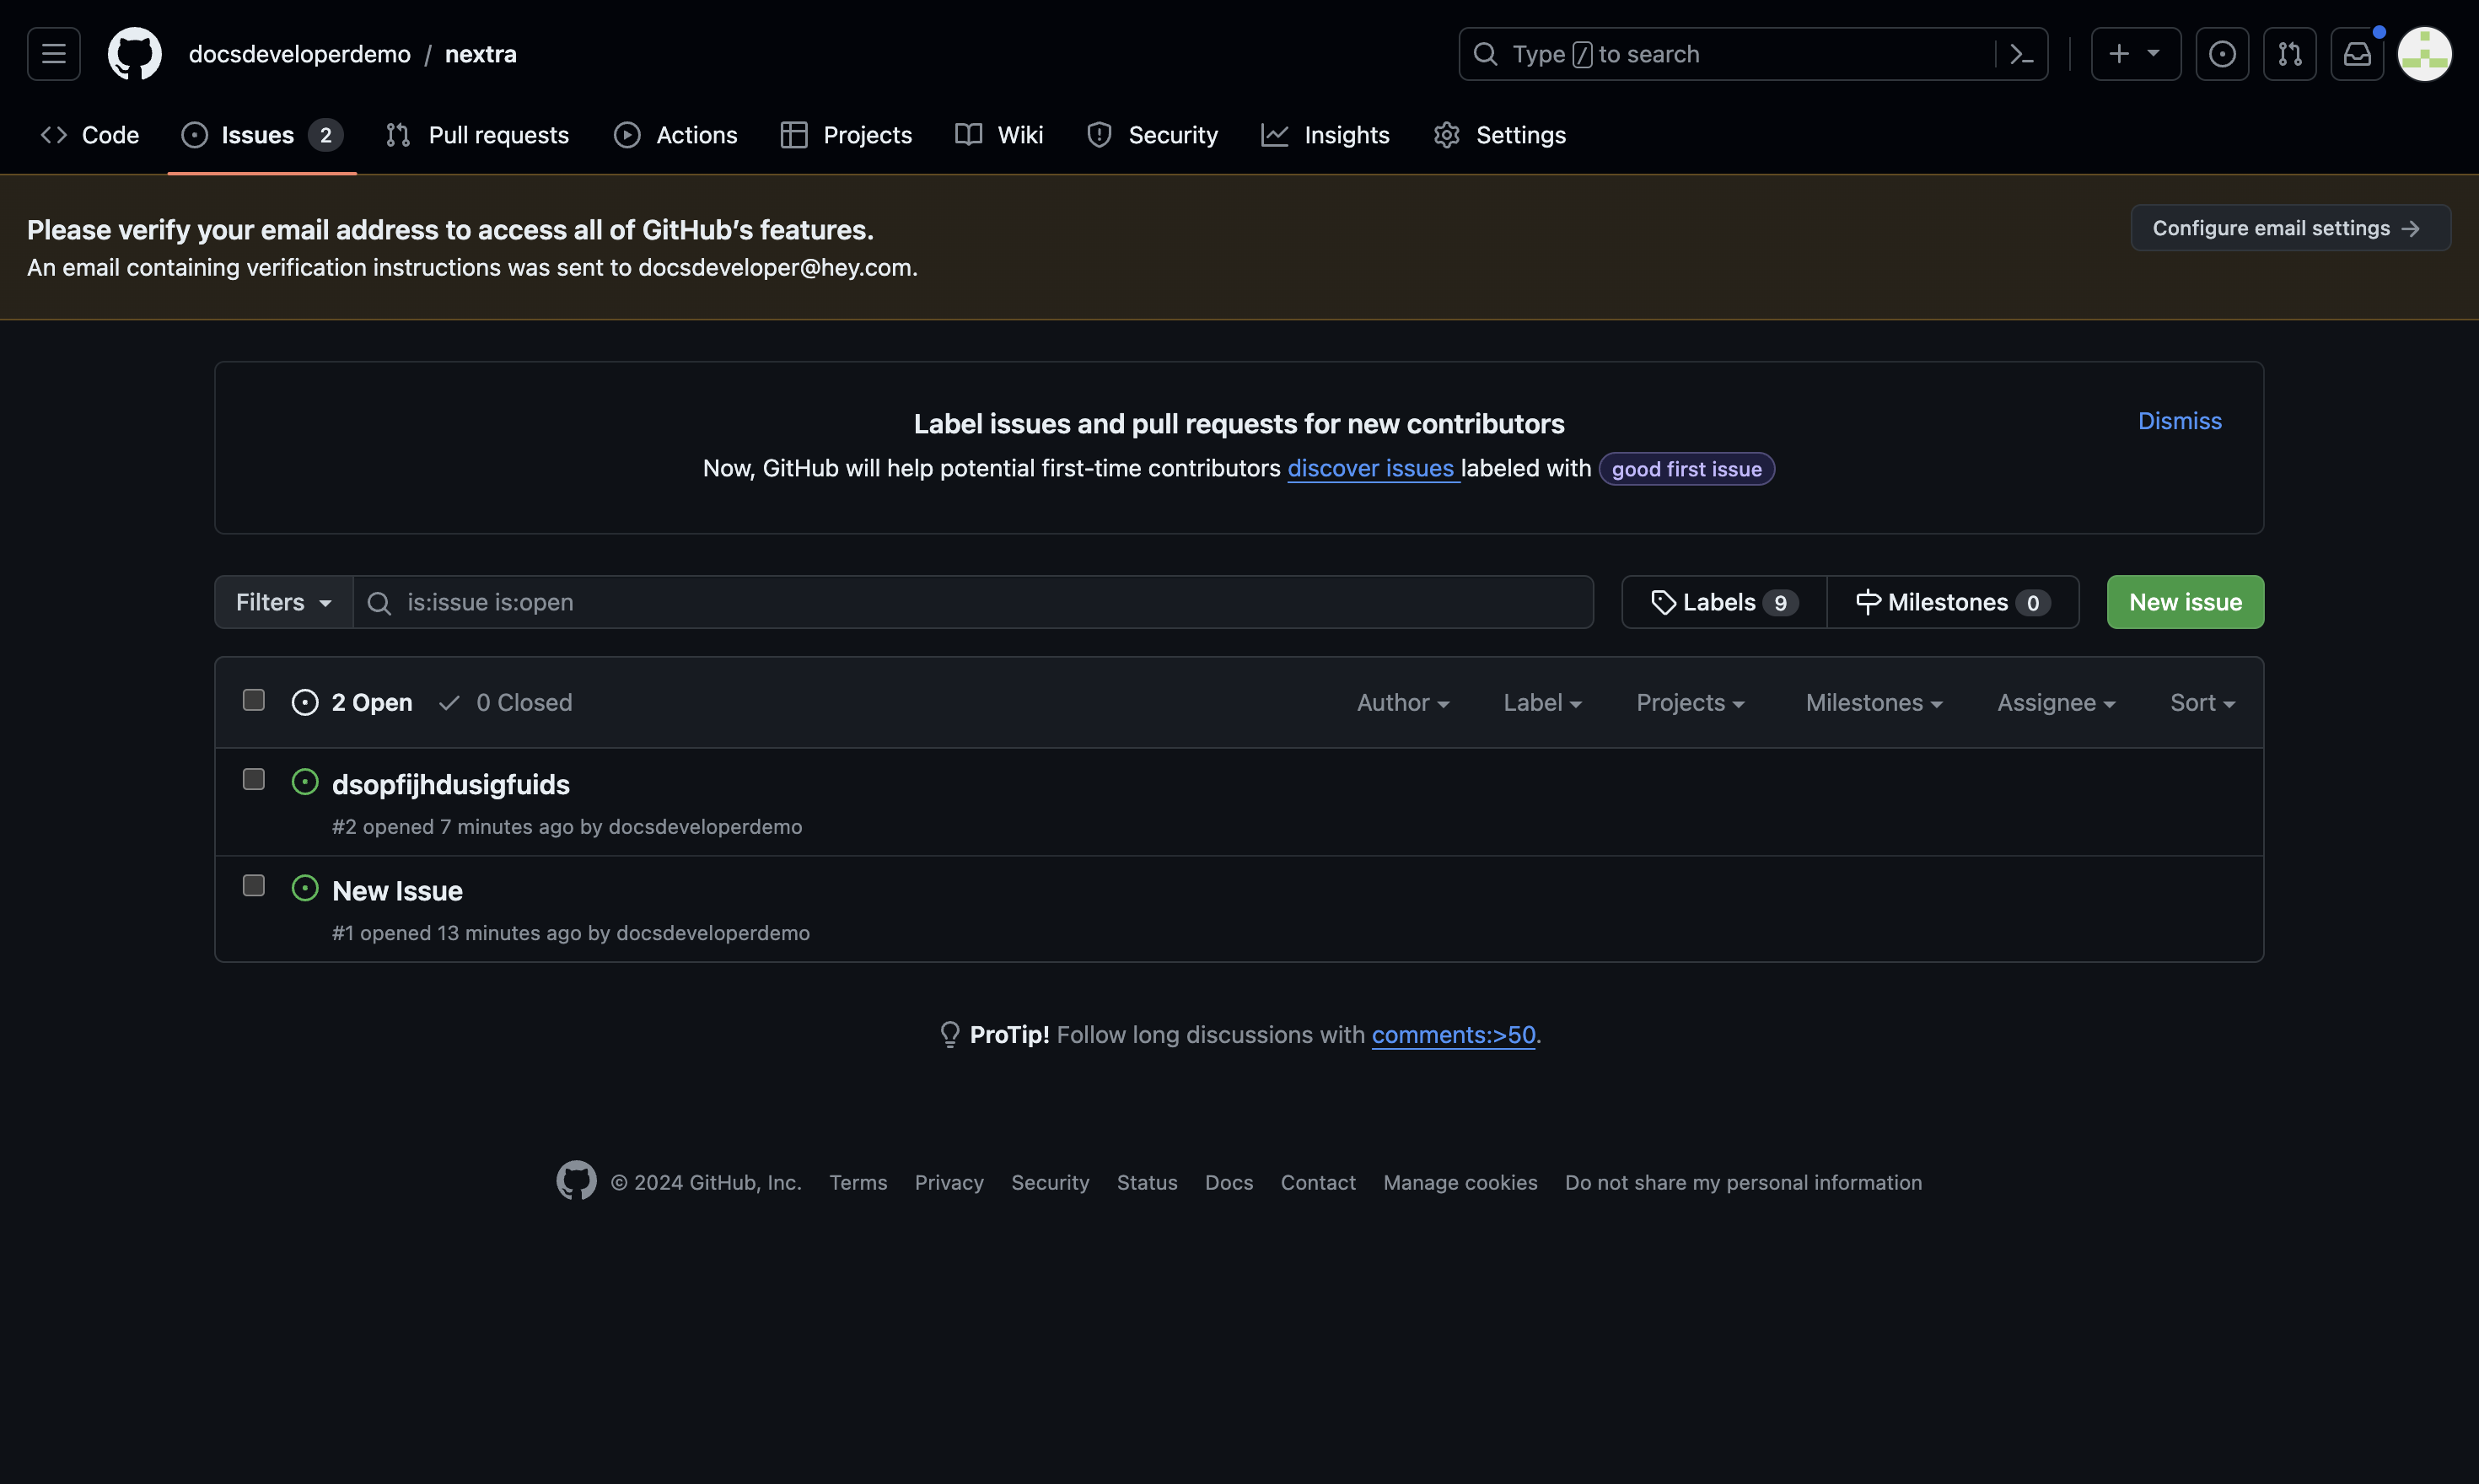 docsdeveloperdemo / nextra
Type / to search
Code
Issues 2
Pull requests
Actions
Projects
Wiki
Security
Insights
Settings
Please verify your email address to access all of GitHub’s features.
An email containing verification instructions was sent to docsdeveloper@hey.com.
Configure email settings
Label issues and pull requests for new contributors
Dismiss
Now, GitHub will help potential first-time contributors discover issues labeled with good first issue
Filters
is:issue is:open
Labels 9
Milestones 0
New issue
2 Open
0 Closed
Author
Label
Projects
Milestones
Assignee
Sort
dsopfijhdusigfuids
#2 opened 7 minutes ago by docsdeveloperdemo
New Issue
#1 opened 13 minutes ago by docsdeveloperdemo
ProTip! Follow long discussions with comments:>50.
© 2024 GitHub, Inc.
Terms
Privacy
Security
Status
Docs
Contact
Manage cookies
Do not share my personal information